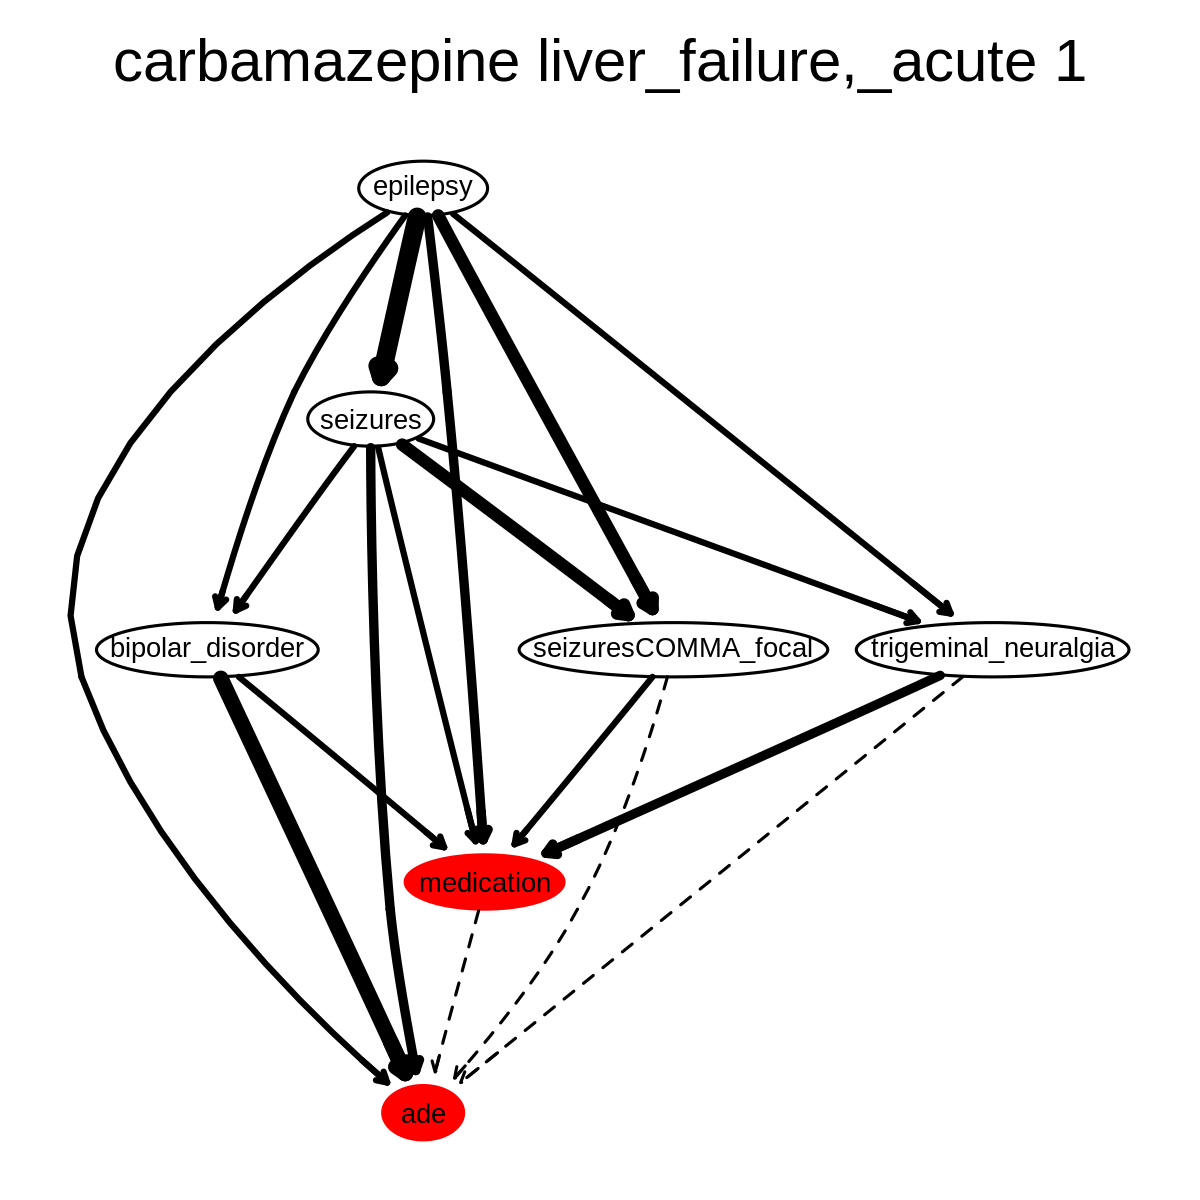 carbamazepine liver_failure,_acute 1
epilepsy
seizures
bipolar_disorder
seizuresCOMMA_focal
trigeminal_neuralgia
medication
ade